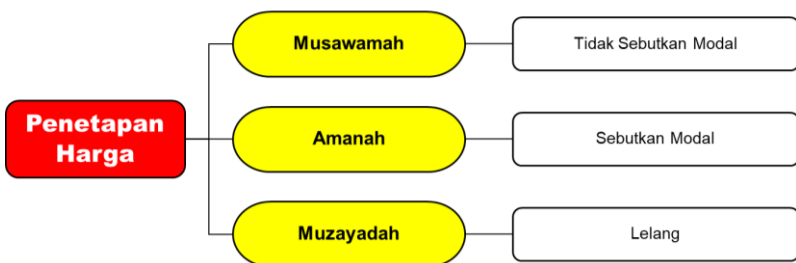 Penetapan
Harga
Musawamah
Tidak Sebutkan Modal
Amanah
Sebutkan Modal
Muzayadah
Lelang